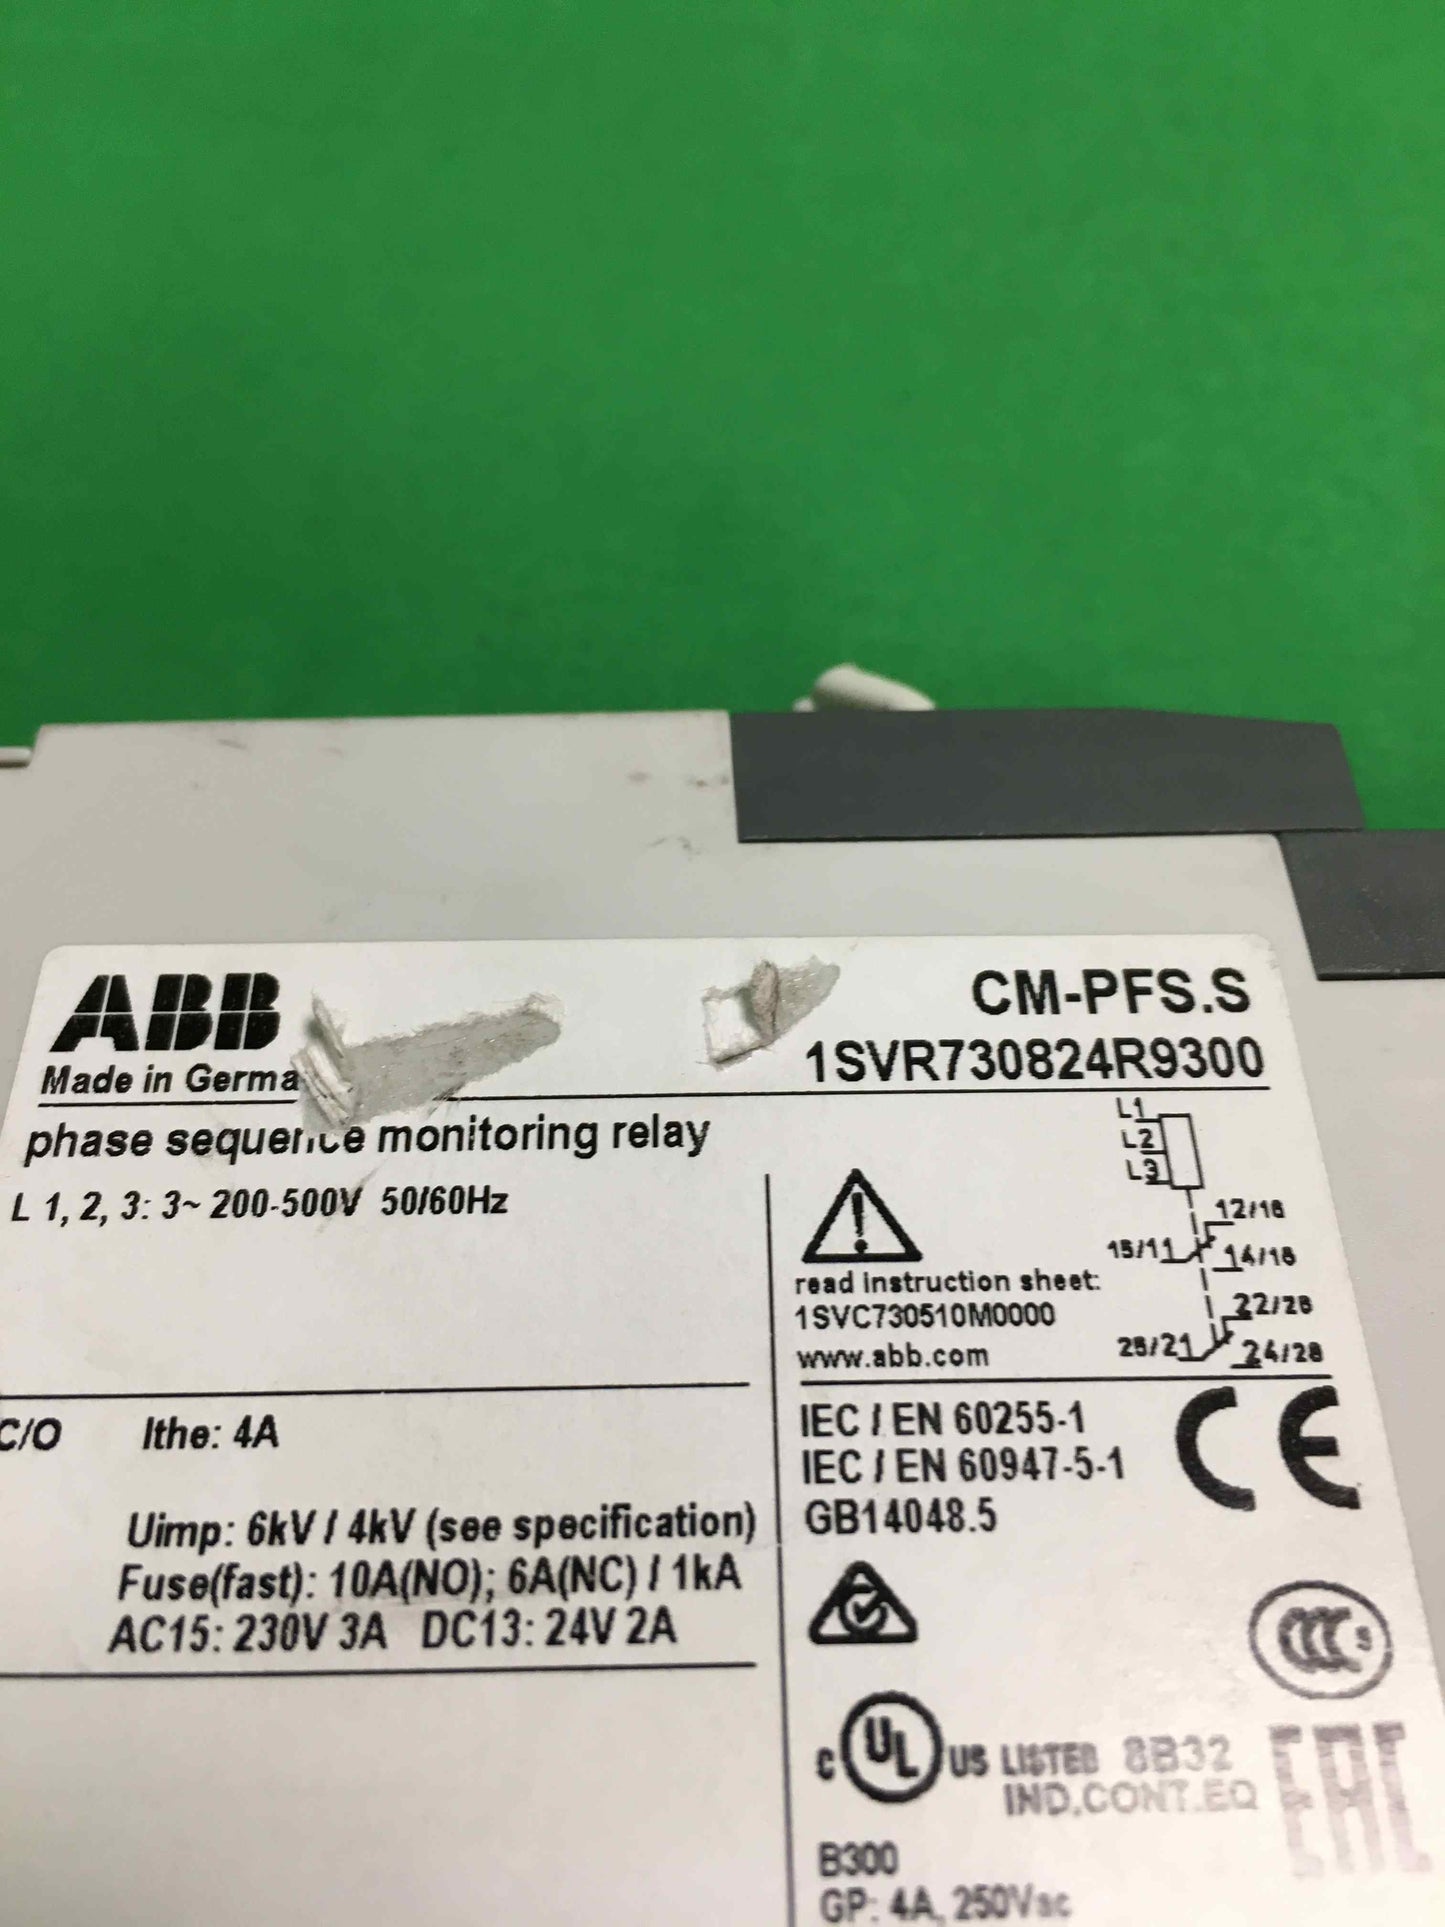 ABB
CM-PFS.S
Made in Germa
1SVR730824R9300
phase sequence monitoring relay
L 1, 2, 3: 3~ 200-500V 50/60Hz
L1
L2
L3
12/16
15/11
14/18
22/26
25/21
24/28
read instruction sheet:
1SVC730510M0000
www.abb.com
C/O Ithe: 4A
Uimp: 6kV / 4kV (see specification)
Fuse(fast): 10A(NO); 6A(NC) / 1kA
AC15: 230V 3A DC13: 24V 2A
IEC / EN 60255-1
IEC / EN 60947-5-1
GB14048.5
CE
CCC S
C UL US LISTED 8B32
IND.CONT.EQ
EAC
B300
GP: 4A, 250Vac